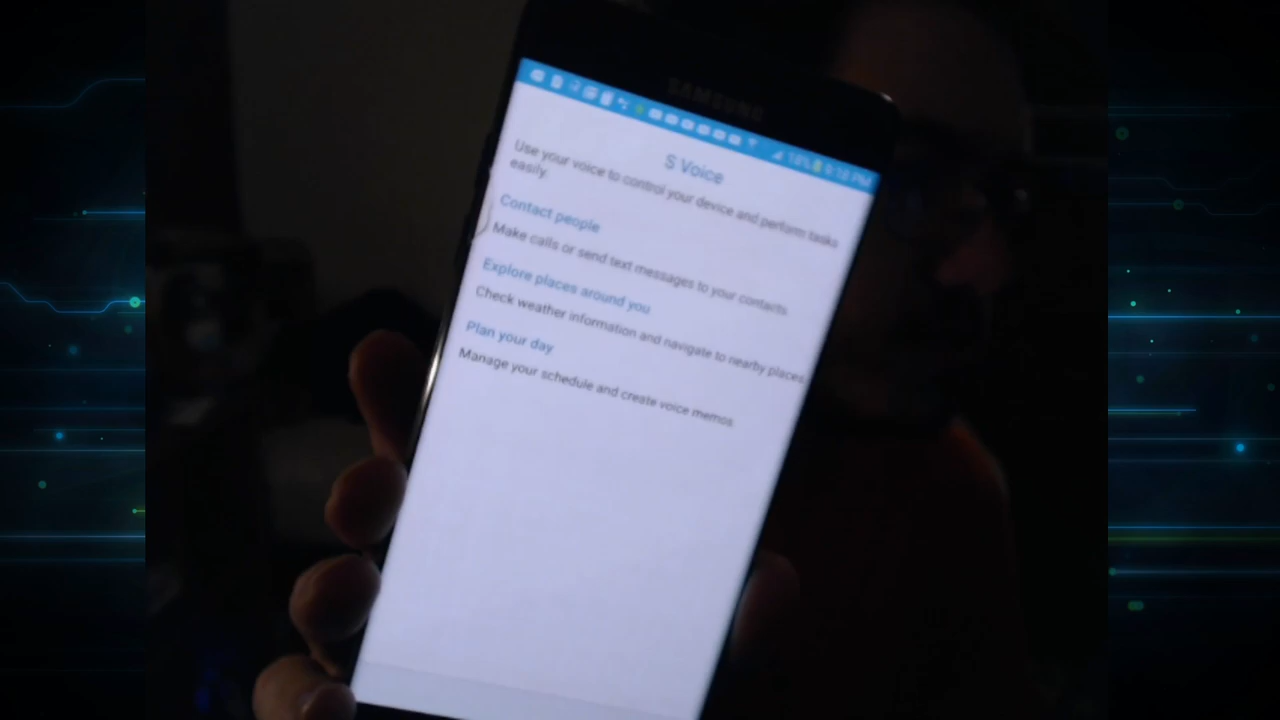 SAMSUNG
S Voice
Use your voice to control your device and perform tasks
easily.
Contact people
Make calls or send text messages to your contacts.
Explore places around you
Check weather information and navigate to nearby places.
Plan your day
Manage your schedule and create voice memos.